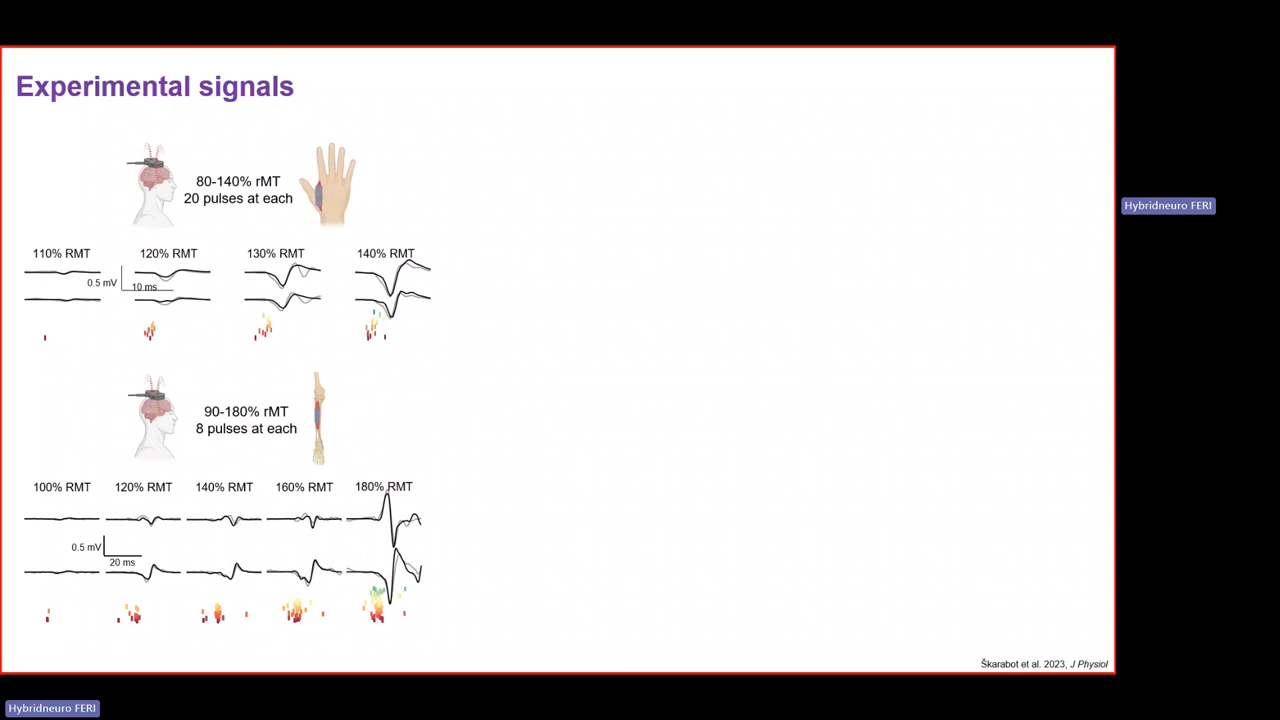 Experimental signals
80-140% rMT
20 pulses at each
110% RMT
120% RMT
130% RMT
140% RMT
0.5 mV
10 ms
90-180% rMT
8 pulses at each
100% RMT
120% RMT
140% RMT
160% RMT
180% RMT
0.5 mV
20 ms
Škarabot et al. 2023, J Physiol
Hybridneuro FERI
Hybridneuro FERI